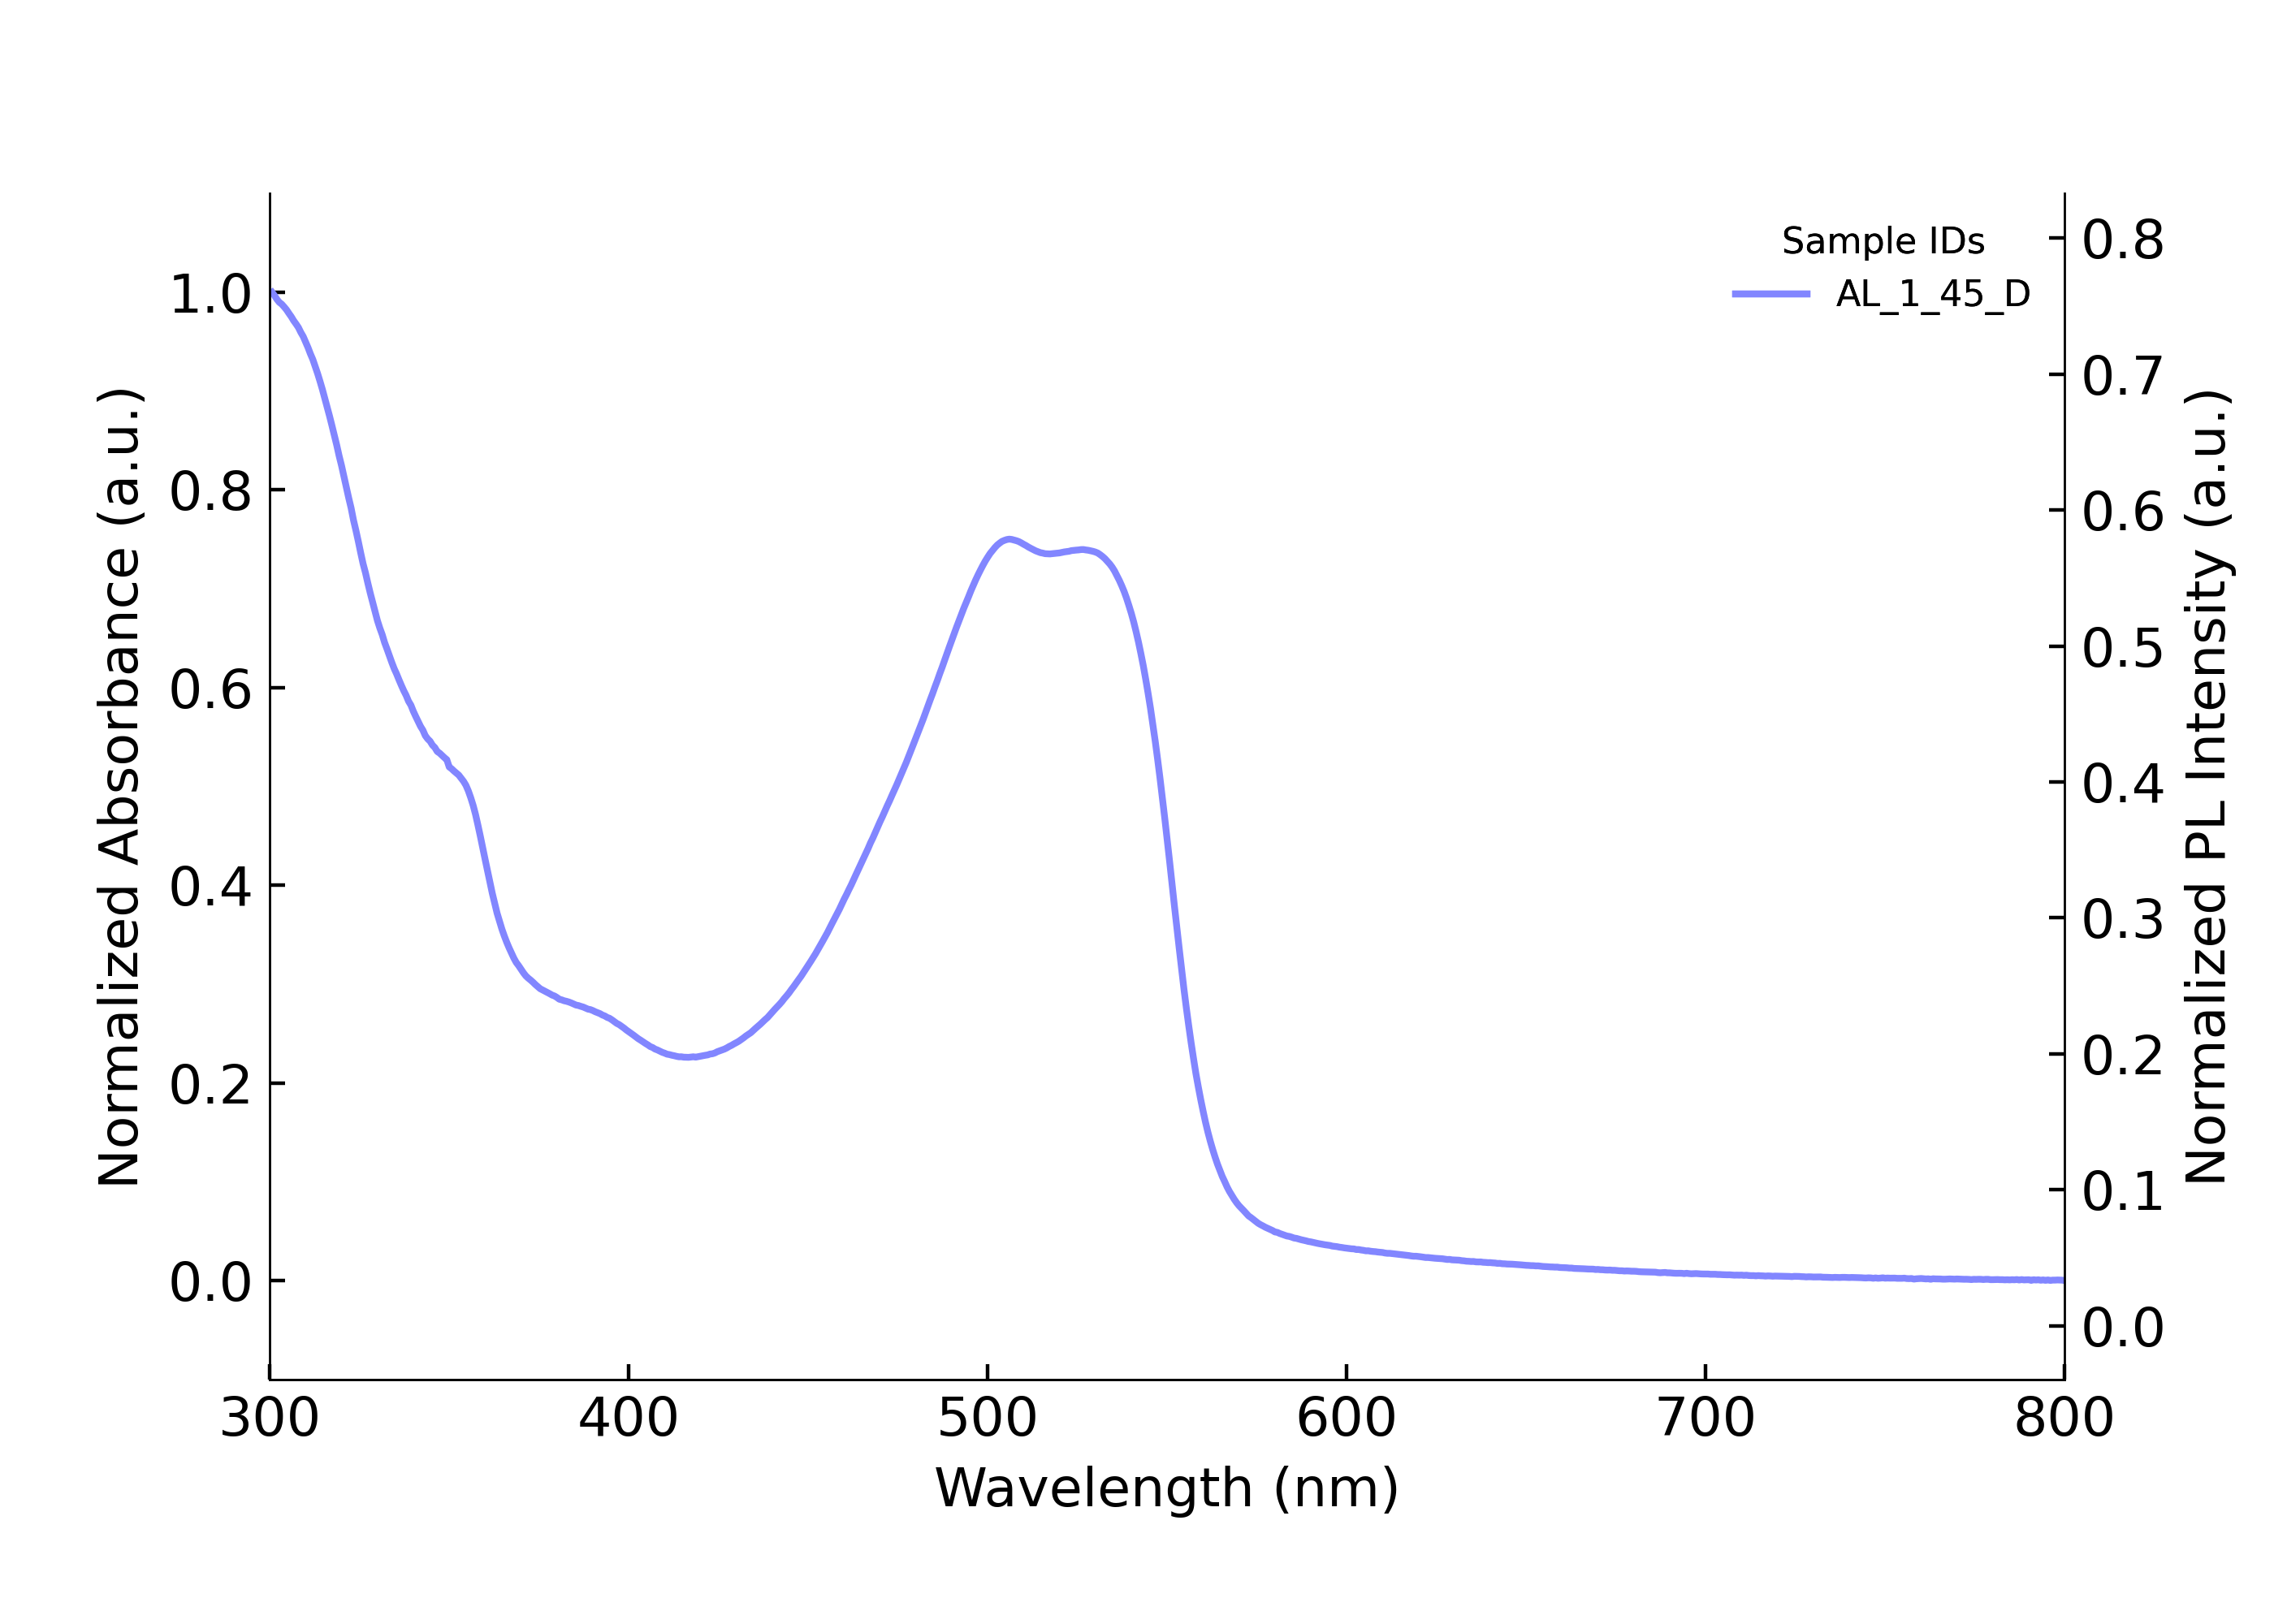 Sample IDs
AL_1_45_D
Normalized Absorbance (a.u.)
1.0
0.8
0.6
0.4
0.2
0.0
Normalized PL Intensity (a.u.)
0.8
0.7
0.6
0.5
0.4
0.3
0.2
0.1
0.0
300 400 500 600 700 800
Wavelength (nm)